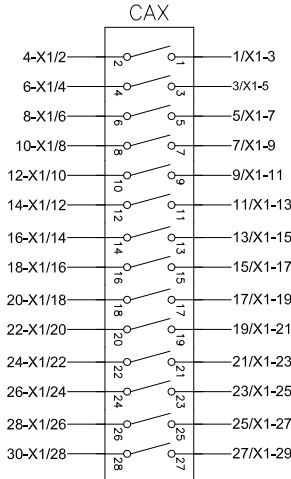 CAX
4-X1/2 2 1 1/X1-3
6-X1/4 4 3 3/X1-5
8-X1/6 6 5 5/X1-7
10-X1/8 8 7 7/X1-9
12-X1/10 10 9 9/X1-11
14-X1/12 12 11 11/X1-13
16-X1/14 14 13 13/X1-15
18-X1/16 16 15 15/X1-17
20-X1/18 18 17 17/X1-19
22-X1/20 20 19 19/X1-21
24-X1/22 22 21 21/X1-23
26-X1/24 24 23 23/X1-25
28-X1/26 26 25 25/X1-27
30-X1/28 28 27 27/X1-29